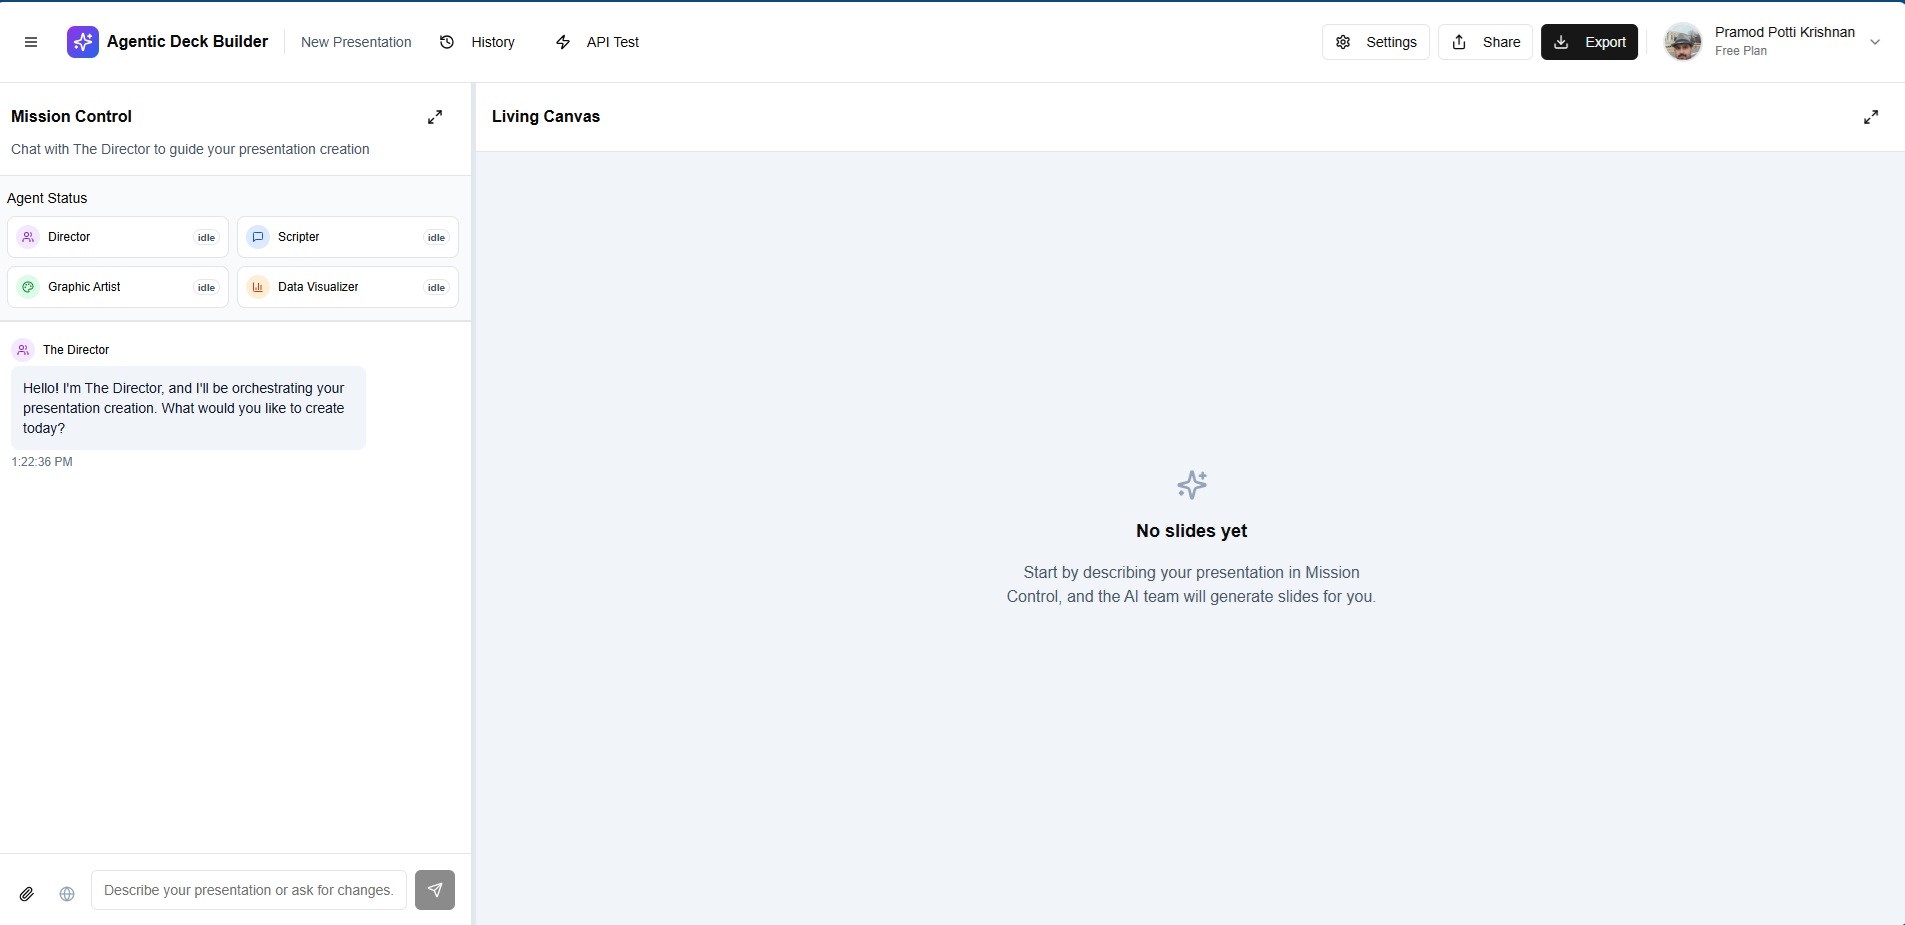 Agentic Deck Builder
New Presentation
History
API Test
Settings
Share
Export
Pramod Potti Krishnan
Free Plan
Mission Control
Chat with The Director to guide your presentation creation
Agent Status
Director idle
Scripter idle
Graphic Artist idle
Data Visualizer idle
The Director
Hello! I'm The Director, and I'll be orchestrating your
presentation creation. What would you like to create
today?
1:22:36 PM
Describe your presentation or ask for changes.
Living Canvas
No slides yet
Start by describing your presentation in Mission
Control, and the AI team will generate slides for you.